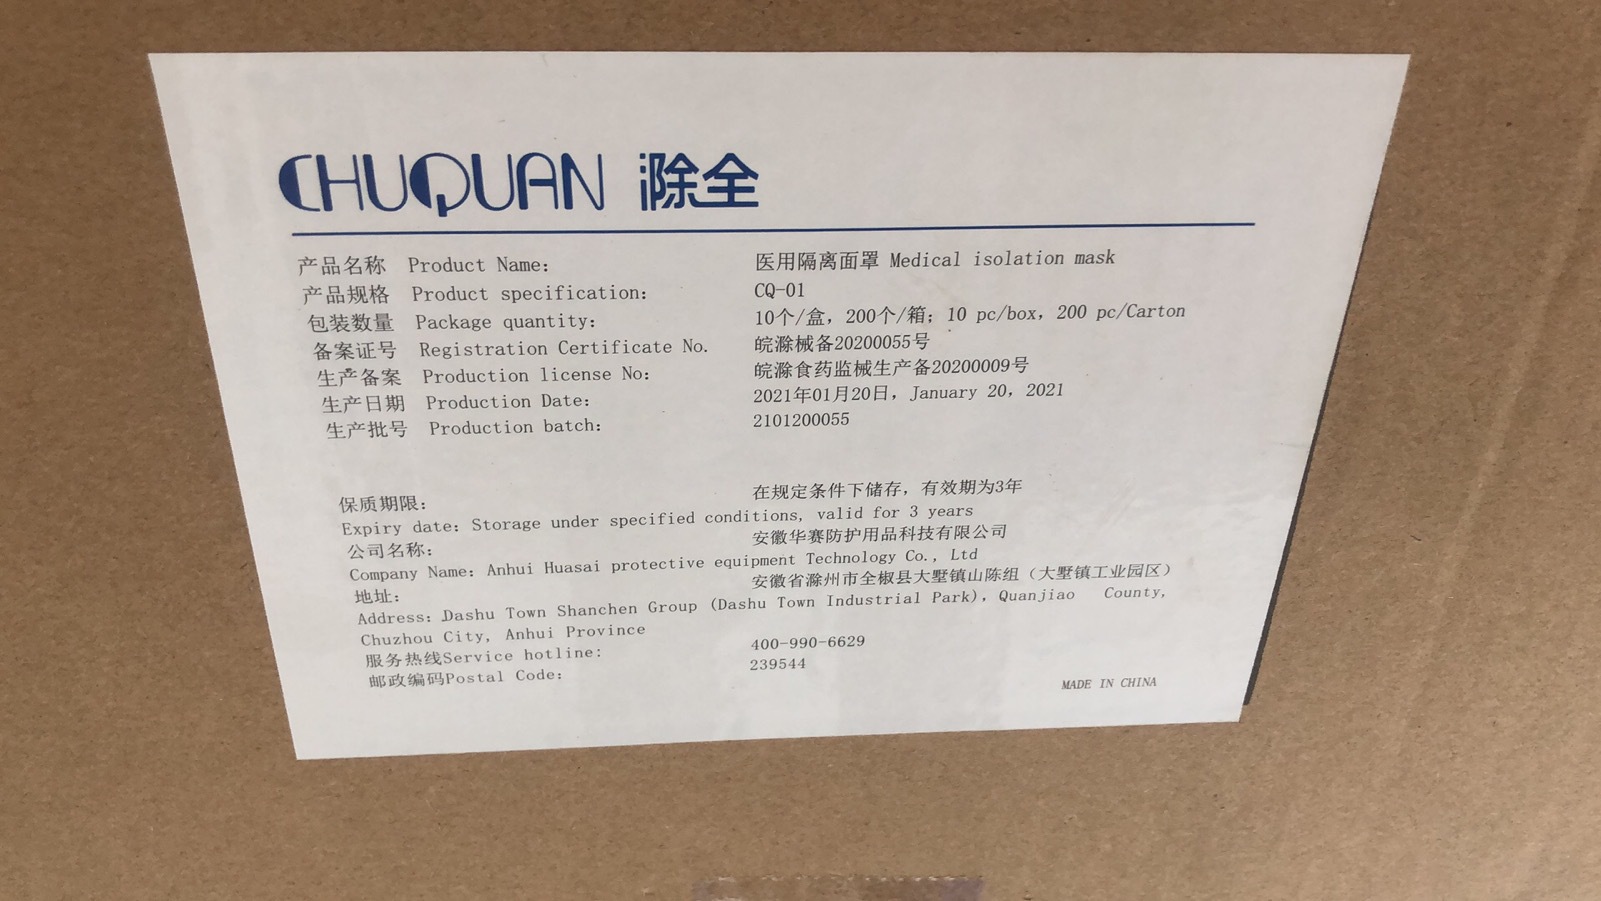 CHUQUAN 滁全
产品名称 Product Name: 医用隔离面罩 Medical isolation mask
产品规格 Product specification: CQ-01
包装数量 Package quantity: 10个/盒，200个/箱；10 pc/box, 200 pc/Carton
备案证号 Registration Certificate No. 皖滁械备20200055号
生产备案 Production license No: 皖滁食药监械生产备20200009号
生产日期 Production Date: 2021年01月20日, January 20, 2021
生产批号 Production batch: 2101200055
保质期限: 在规定条件下储存，有效期为3年
Expiry date: Storage under specified conditions, valid for 3 years
公司名称: 安徽华赛防护用品科技有限公司
Company Name: Anhui Huasai protective equipment Technology Co., Ltd
地址: 安徽省滁州市全椒县大墅镇山陈组（大墅镇工业园区）
Address: Dashu Town Shanchen Group (Dashu Town Industrial Park), Quanjiao County,
Chuzhou City, Anhui Province
服务热线Service hotline: 400-990-6629
邮政编码Postal Code: 239544
MADE IN CHINA